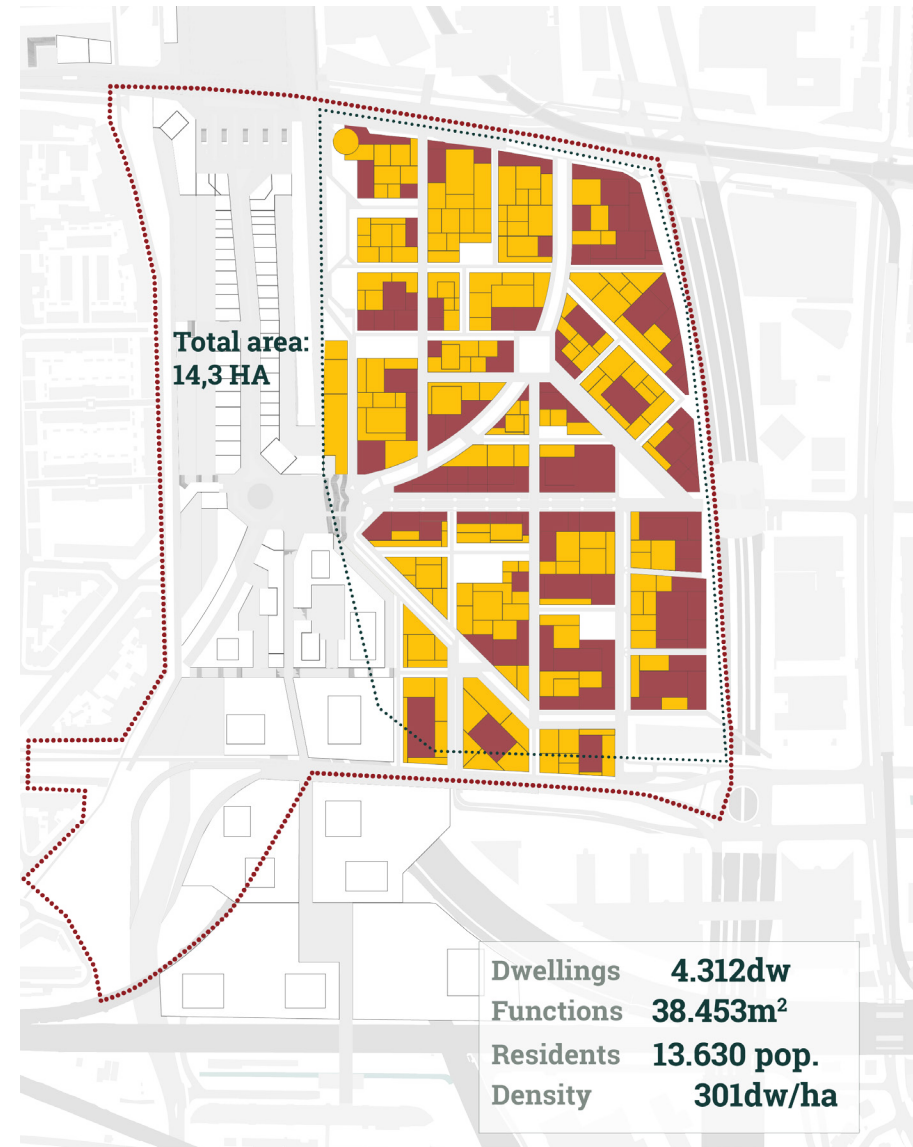 Total area:
14,3 HA
Dwellings 4.312dw
Functions 38.453m²
Residents 13.630 pop.
Density 301dw/ha